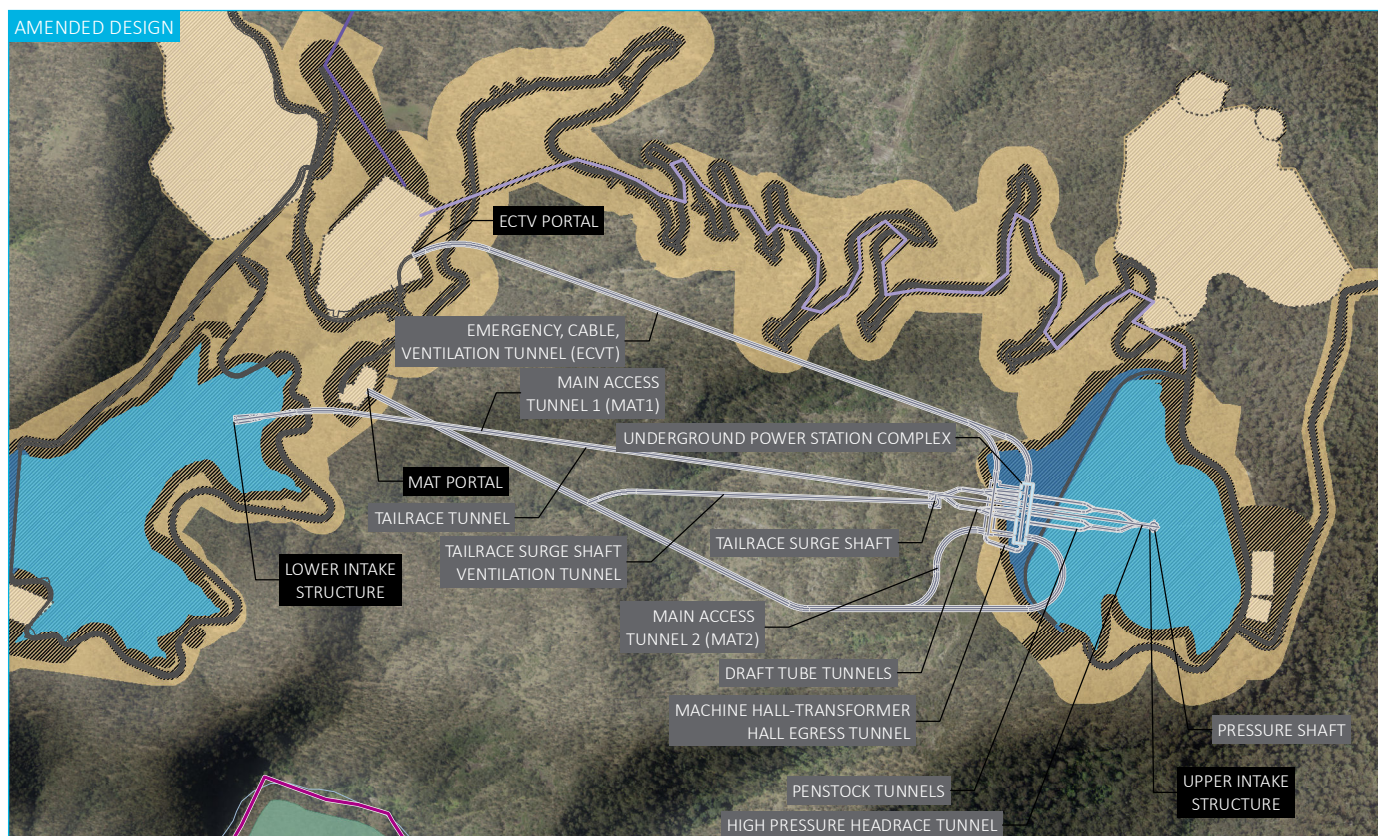 AMENDED DESIGN
ECTV PORTAL
EMERGENCY, CABLE,
VENTILATION TUNNEL (ECVT)
MAIN ACCESS
TUNNEL 1 (MAT1)
UNDERGROUND POWER STATION COMPLEX
MAT PORTAL
TAILRACE TUNNEL
TAILRACE SURGE SHAFT
TAILRACE SURGE SHAFT
VENTILATION TUNNEL
LOWER INTAKE
STRUCTURE
MAIN ACCESS
TUNNEL 2 (MAT2)
DRAFT TUBE TUNNELS
MACHINE HALL-TRANSFORMER
HALL EGRESS TUNNEL
PRESSURE SHAFT
PENSTOCK TUNNELS
UPPER INTAKE
STRUCTURE
HIGH PRESSURE HEADRACE TUNNEL